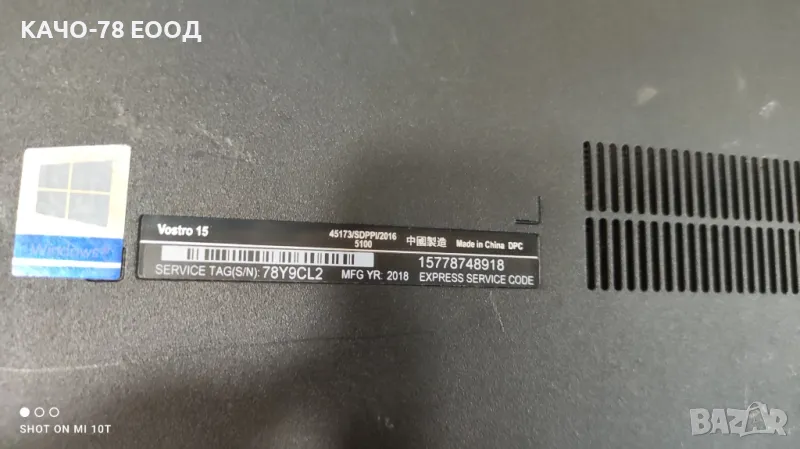 КАЧО-78 ЕООД
Windows®
Vostro 15
45173/SDPPI/2016
5100
中國製造 Made in China DPC
SERVICE TAG(S/N): 78Y9CL2 MFG YR: 2018
15778748918
EXPRESS SERVICE CODE
SHOT ON MI 10T
BAZAR